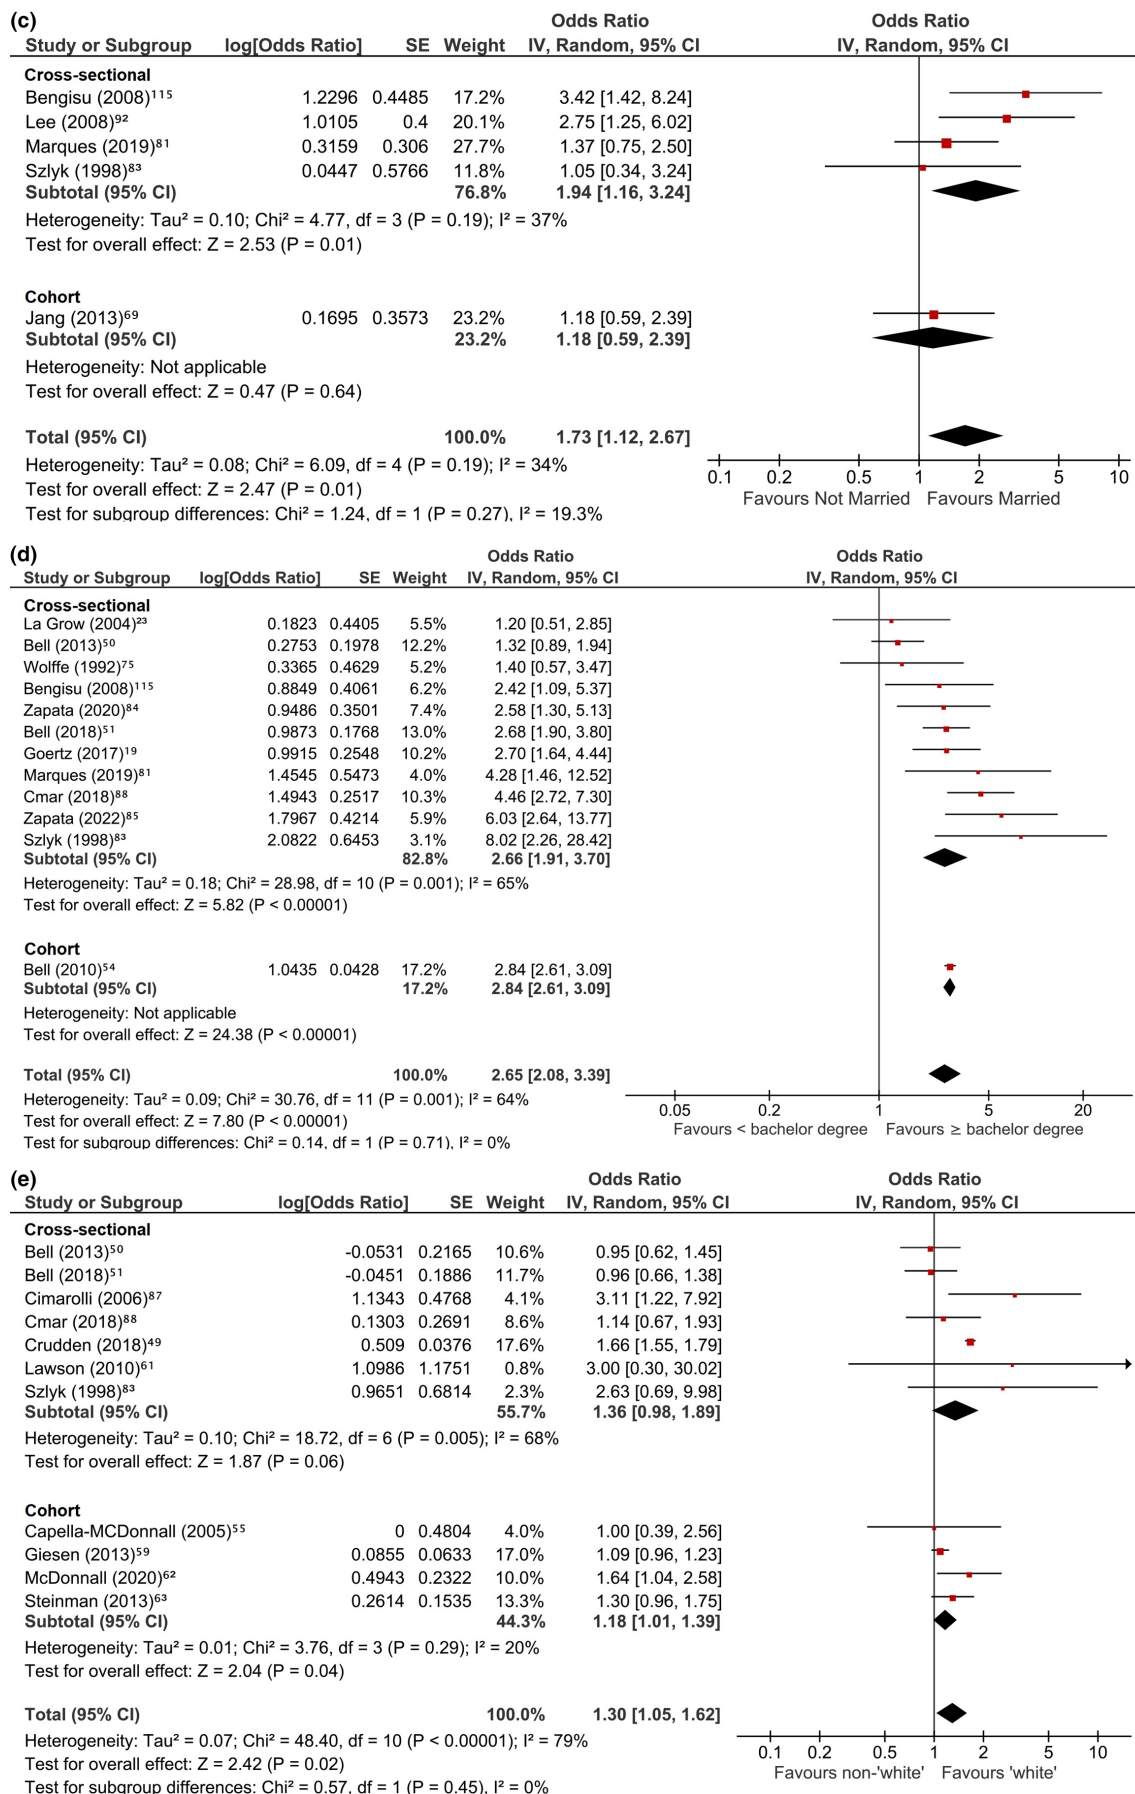 (c)
Odds Ratio Odds Ratio
Study or Subgroup log[Odds Ratio] SE Weight IV, Random, 95% CI IV, Random, 95% CI
Cross-sectional
Bengisu (2008)¹¹⁵ 1.2296 0.4485 17.2% 3.42 [1.42, 8.24]
Lee (2008)⁹² 1.0105 0.4 20.1% 2.75 [1.25, 6.02]
Marques (2019)⁸¹ 0.3159 0.306 27.7% 1.37 [0.75, 2.50]
Szlyk (1998)⁸³ 0.0447 0.5766 11.8% 1.05 [0.34, 3.24]
Subtotal (95% CI) 76.8% 1.94 [1.16, 3.24]
Heterogeneity: Tau² = 0.10; Chi² = 4.77, df = 3 (P = 0.19); I² = 37%
Test for overall effect: Z = 2.53 (P = 0.01)
Cohort
Jang (2013)⁶⁹ 0.1695 0.3573 23.2% 1.18 [0.59, 2.39]
Subtotal (95% CI) 23.2% 1.18 [0.59, 2.39]
Heterogeneity: Not applicable
Test for overall effect: Z = 0.47 (P = 0.64)
Total (95% CI) 100.0% 1.73 [1.12, 2.67]
Heterogeneity: Tau² = 0.08; Chi² = 6.09, df = 4 (P = 0.19); I² = 34%
0.1 0.2 0.5 1 2 5 10
Test for overall effect: Z = 2.47 (P = 0.01)
Favours Not Married Favours Married
Test for subgroup differences: Chi² = 1.24, df = 1 (P = 0.27), I² = 19.3%
(d)
Odds Ratio Odds Ratio
Study or Subgroup log[Odds Ratio] SE Weight IV, Random, 95% CI IV, Random, 95% CI
Cross-sectional
La Grow (2004)²³ 0.1823 0.4405 5.5% 1.20 [0.51, 2.85]
Bell (2013)⁵⁰ 0.2753 0.1978 12.2% 1.32 [0.89, 1.94]
Wolffe (1992)⁷⁵ 0.3365 0.4629 5.2% 1.40 [0.57, 3.47]
Bengisu (2008)¹¹⁵ 0.8849 0.4061 6.2% 2.42 [1.09, 5.37]
Zapata (2020)⁸⁴ 0.9486 0.3501 7.4% 2.58 [1.30, 5.13]
Bell (2018)⁵¹ 0.9873 0.1768 13.0% 2.68 [1.90, 3.80]
Goertz (2017)¹⁹ 0.9915 0.2548 10.2% 2.70 [1.64, 4.44]
Marques (2019)⁸¹ 1.4545 0.5473 4.0% 4.28 [1.46, 12.52]
Cmar (2018)⁸⁸ 1.4943 0.2517 10.3% 4.46 [2.72, 7.30]
Zapata (2022)⁸⁵ 1.7967 0.4214 5.9% 6.03 [2.64, 13.77]
Szlyk (1998)⁸³ 2.0822 0.6453 3.1% 8.02 [2.26, 28.42]
Subtotal (95% CI) 82.8% 2.66 [1.91, 3.70]
Heterogeneity: Tau² = 0.18; Chi² = 28.98, df = 10 (P = 0.001); I² = 65%
Test for overall effect: Z = 5.82 (P < 0.00001)
Cohort
Bell (2010)⁵⁴ 1.0435 0.0428 17.2% 2.84 [2.61, 3.09]
Subtotal (95% CI) 17.2% 2.84 [2.61, 3.09]
Heterogeneity: Not applicable
Test for overall effect: Z = 24.38 (P < 0.00001)
Total (95% CI) 100.0% 2.65 [2.08, 3.39]
Heterogeneity: Tau² = 0.09; Chi² = 30.76, df = 11 (P = 0.001); I² = 64%
0.05 0.2 1 5 20
Test for overall effect: Z = 7.80 (P < 0.00001)
Favours < bachelor degree Favours ≥ bachelor degree
Test for subgroup differences: Chi² = 0.14, df = 1 (P = 0.71), I² = 0%
(e)
Odds Ratio Odds Ratio
Study or Subgroup log[Odds Ratio] SE Weight IV, Random, 95% CI IV, Random, 95% CI
Cross-sectional
Bell (2013)⁵⁰ -0.0531 0.2165 10.6% 0.95 [0.62, 1.45]
Bell (2018)⁵¹ -0.0451 0.1886 11.7% 0.96 [0.66, 1.38]
Cimarolli (2006)⁸⁷ 1.1343 0.4768 4.1% 3.11 [1.22, 7.92]
Cmar (2018)⁸⁸ 0.1303 0.2691 8.6% 1.14 [0.67, 1.93]
Crudden (2018)⁴⁹ 0.509 0.0376 17.6% 1.66 [1.55, 1.79]
Lawson (2010)⁶¹ 1.0986 1.1751 0.8% 3.00 [0.30, 30.02]
Szlyk (1998)⁸³ 0.9651 0.6814 2.3% 2.63 [0.69, 9.98]
Subtotal (95% CI) 55.7% 1.36 [0.98, 1.89]
Heterogeneity: Tau² = 0.10; Chi² = 18.72, df = 6 (P = 0.005); I² = 68%
Test for overall effect: Z = 1.87 (P = 0.06)
Cohort
Capella-MCDonnall (2005)⁵⁵ 0 0.4804 4.0% 1.00 [0.39, 2.56]
Giesen (2013)⁵⁹ 0.0855 0.0633 17.0% 1.09 [0.96, 1.23]
McDonnall (2020)⁶² 0.4943 0.2322 10.0% 1.64 [1.04, 2.58]
Steinman (2013)⁶³ 0.2614 0.1535 13.3% 1.30 [0.96, 1.75]
Subtotal (95% CI) 44.3% 1.18 [1.01, 1.39]
Heterogeneity: Tau² = 0.01; Chi² = 3.76, df = 3 (P = 0.29); I² = 20%
Test for overall effect: Z = 2.04 (P = 0.04)
Total (95% CI) 100.0% 1.30 [1.05, 1.62]
Heterogeneity: Tau² = 0.07; Chi² = 48.40, df = 10 (P < 0.00001); I² = 79%
0.1 0.2 0.5 1 2 5 10
Test for overall effect: Z = 2.42 (P = 0.02)
Favours non-'white' Favours 'white'
Test for subgroup differences: Chi² = 0.57, df = 1 (P = 0.45), I² = 0%